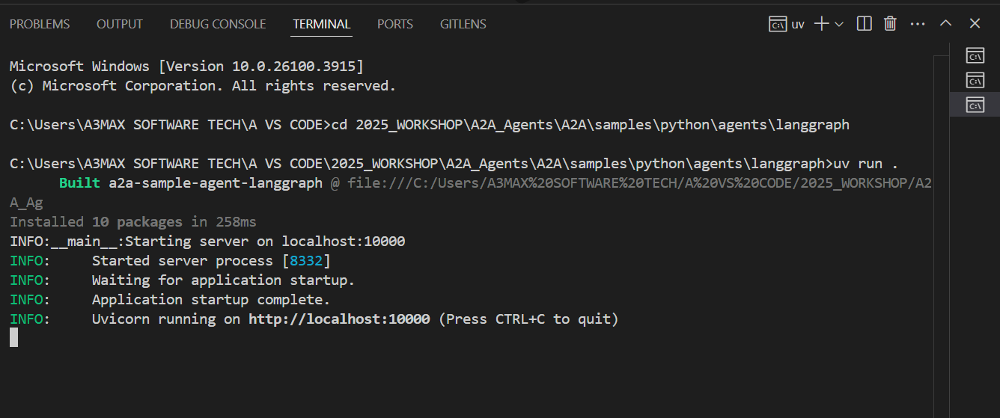 PROBLEMS OUTPUT DEBUG CONSOLE TERMINAL PORTS GITLENS uv
Microsoft Windows [Version 10.0.26100.3915]
(c) Microsoft Corporation. All rights reserved.
C:\Users\A3MAX SOFTWARE TECH\A VS CODE>cd 2025_WORKSHOP\A2A_Agents\A2A\samples\python\agents\langgraph
C:\Users\A3MAX SOFTWARE TECH\A VS CODE\2025_WORKSHOP\A2A_Agents\A2A\samples\python\agents\langgraph>uv run .
Built a2a-sample-agent-langgraph @ file:///C:/Users/A3MAX%20SOFTWARE%20TECH/A%20VS%20CODE/2025_WORKSHOP/A2
A_Ag
Installed 10 packages in 258ms
INFO:__main__:Starting server on localhost:10000
INFO: Started server process [8332]
INFO: Waiting for application startup.
INFO: Application startup complete.
INFO: Uvicorn running on http://localhost:10000 (Press CTRL+C to quit)